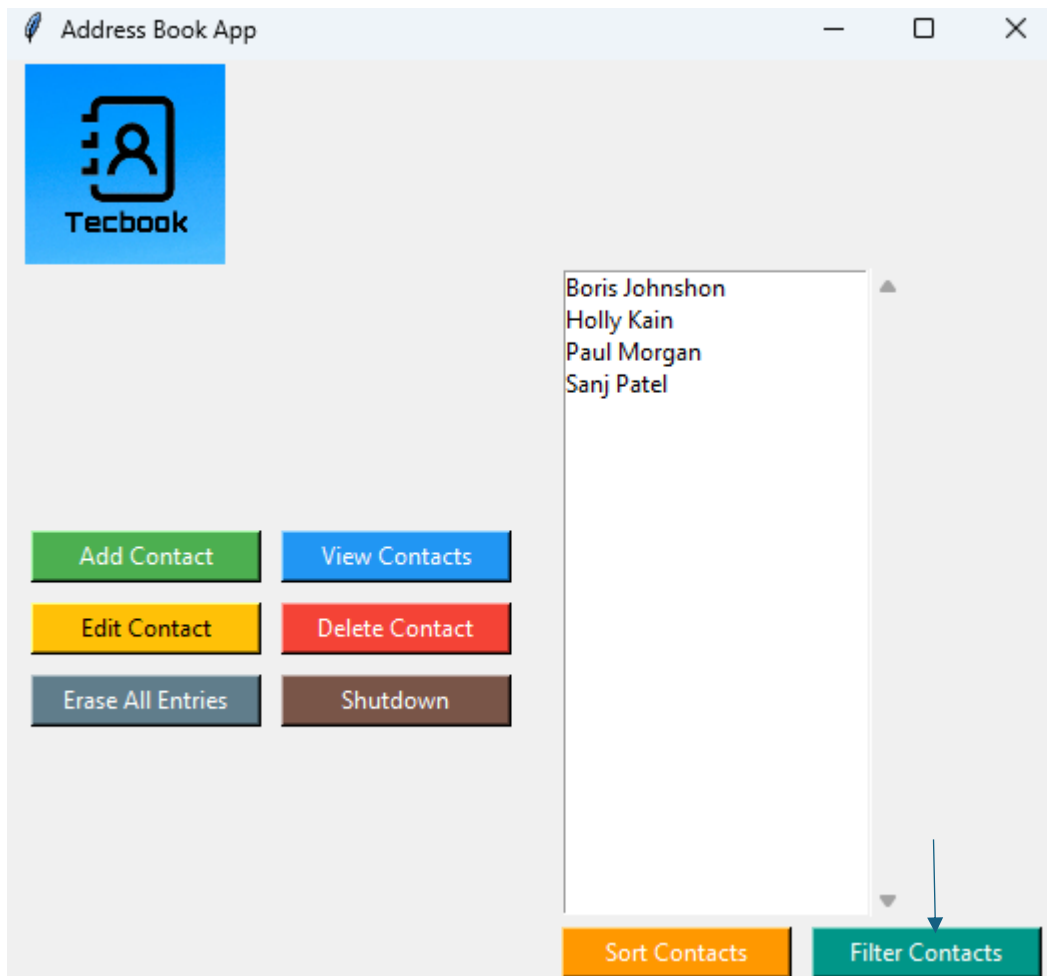 Address Book App
Tecbook
Boris Johnshon
Holly Kain
Paul Morgan
Sanj Patel
Add Contact
View Contacts
Edit Contact
Delete Contact
Erase All Entries
Shutdown
Sort Contacts
Filter Contacts